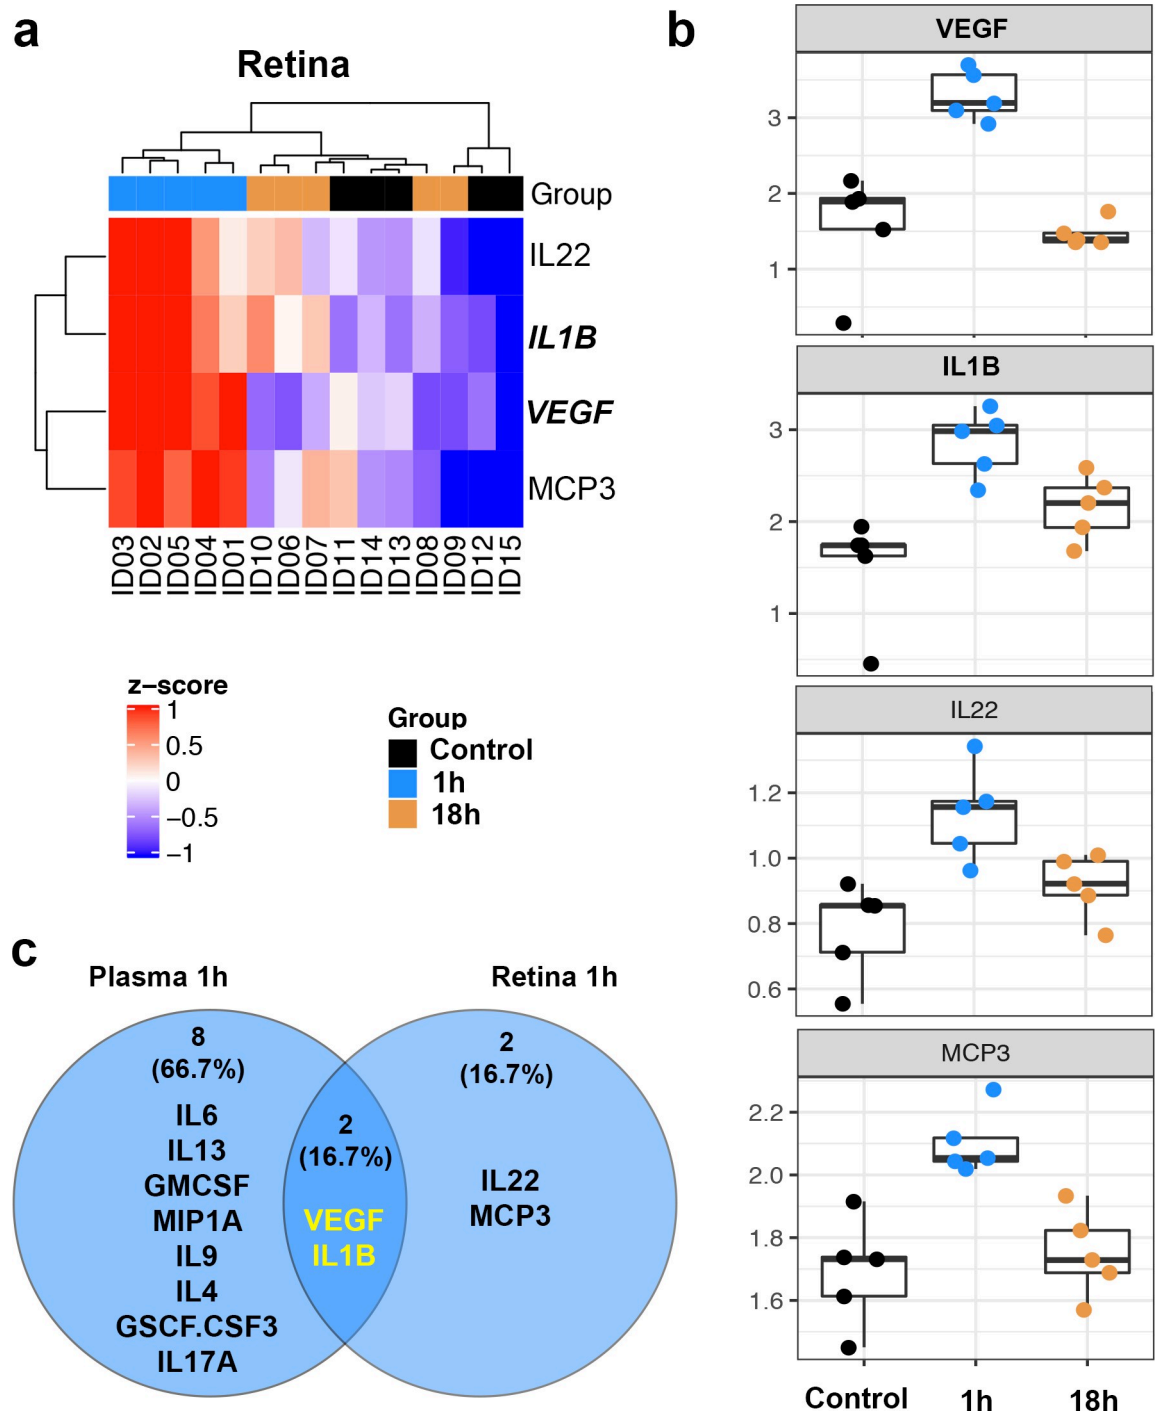 a
Retina
Group
IL22
IL1B
VEGF
MCP3
ID03 ID02 ID05 ID04 ID01 ID10 ID06 ID07 ID11 ID14 ID13 ID08 ID09 ID12 ID15
z-score
1
0.5
0
−0.5
−1
Group
Control
1h
18h
b
VEGF
3
2
1
IL1B
3
2
1
IL22
1.2
1.0
0.8
0.6
MCP3
2.2
2.0
1.8
1.6
Control 1h 18h
c
Plasma 1h
Retina 1h
8
(66.7%)
IL6
IL13
GMCSF
MIP1A
IL9
IL4
GSCF.CSF3
IL17A
2
(16.7%)
VEGF
IL1B
2
(16.7%)
IL22
MCP3